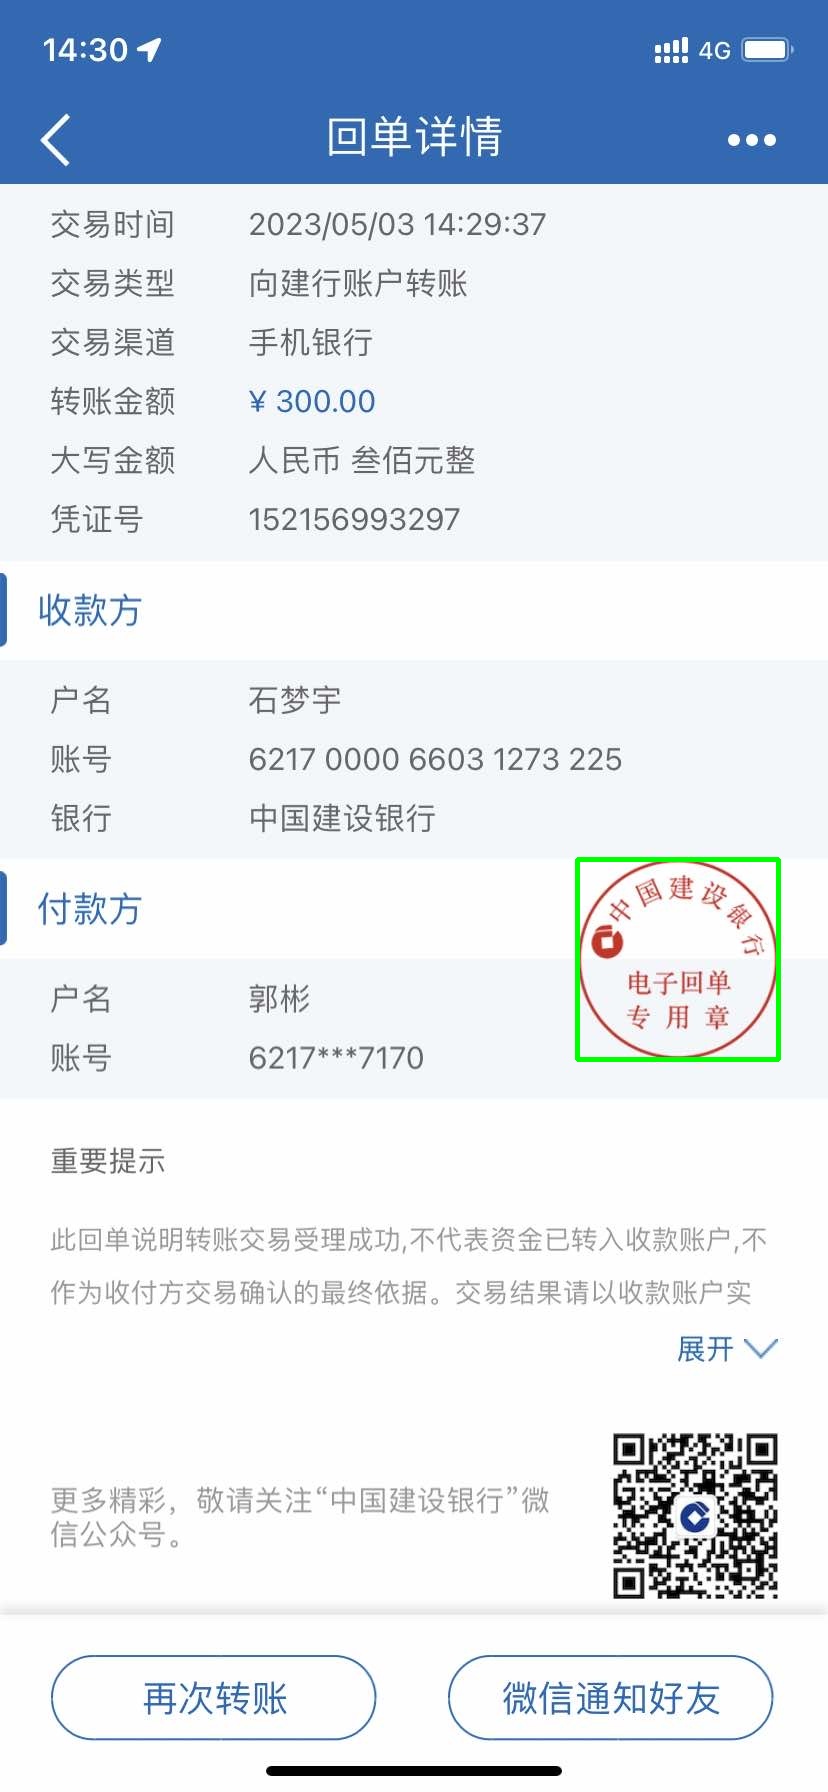 14:30
4G
回单详情
交易时间 2023/05/03 14:29:37
交易类型 向建行账户转账
交易渠道 手机银行
转账金额 ¥ 300.00
大写金额 人民币 叁佰元整
凭证号 152156993297
收款方
户名 石梦宇
账号 6217 0000 6603 1273 225
银行 中国建设银行
付款方
中国建设银行
电子回单
专用章
户名 郭彬
账号 6217***7170
重要提示
此回单说明转账交易受理成功,不代表资金已转入收款账户,不
作为收付方交易确认的最终依据。交易结果请以收款账户实
展开
更多精彩，敬请关注“中国建设银行”微
信公众号。
再次转账
微信通知好友